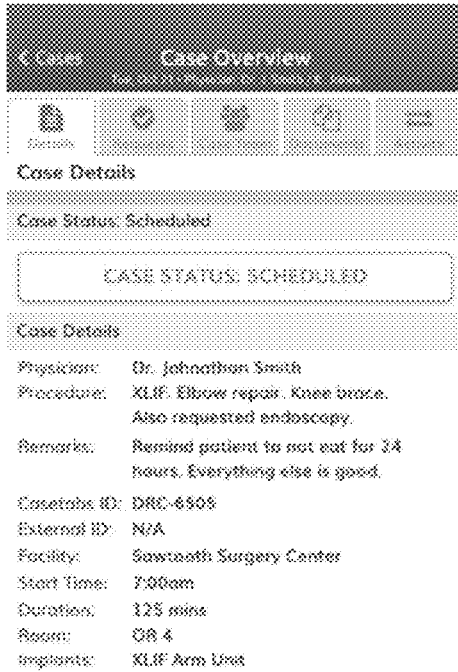 < Cases
Case Overview
Details
Case Team
Documents
Case Details
Case Status: Scheduled
CASE STATUS: SCHEDULED
Case Details
Physician: Dr. Johnathan Smith
Procedure: XLIF. Elbow repair. Knee brace.
Also requested endoscopy.
Remarks: Remind patient to not eat for 24
hours. Everything else is good.
Casetabs ID: DRC-6505
External ID: N/A
Facility: Sawtooth Surgery Center
Start Time: 7:00am
Duration: 125 mins
Room: OR 4
Implants: XLIF Arm Unit